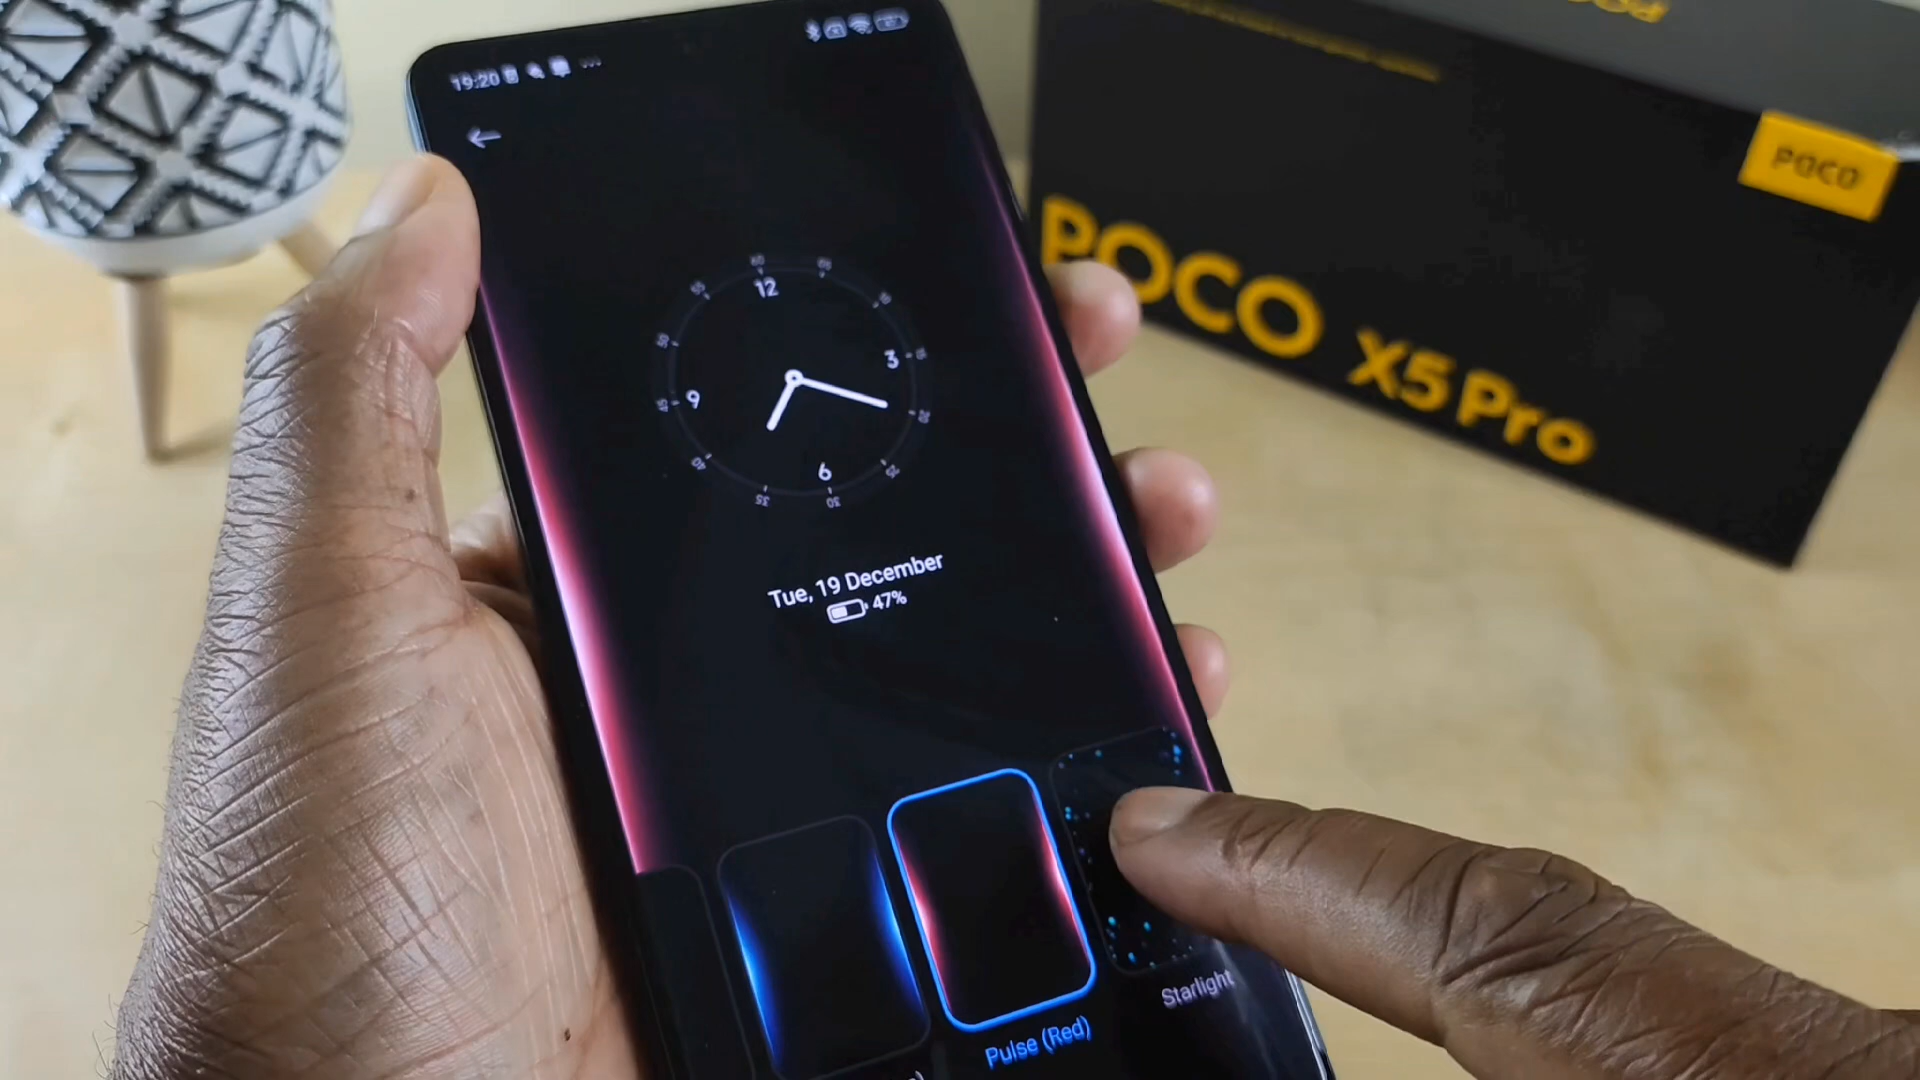 19:20
12
3
9
6
Tue, 19 December
47%
Pulse (Red)
Starlight
POCO
POCO X5 Pro